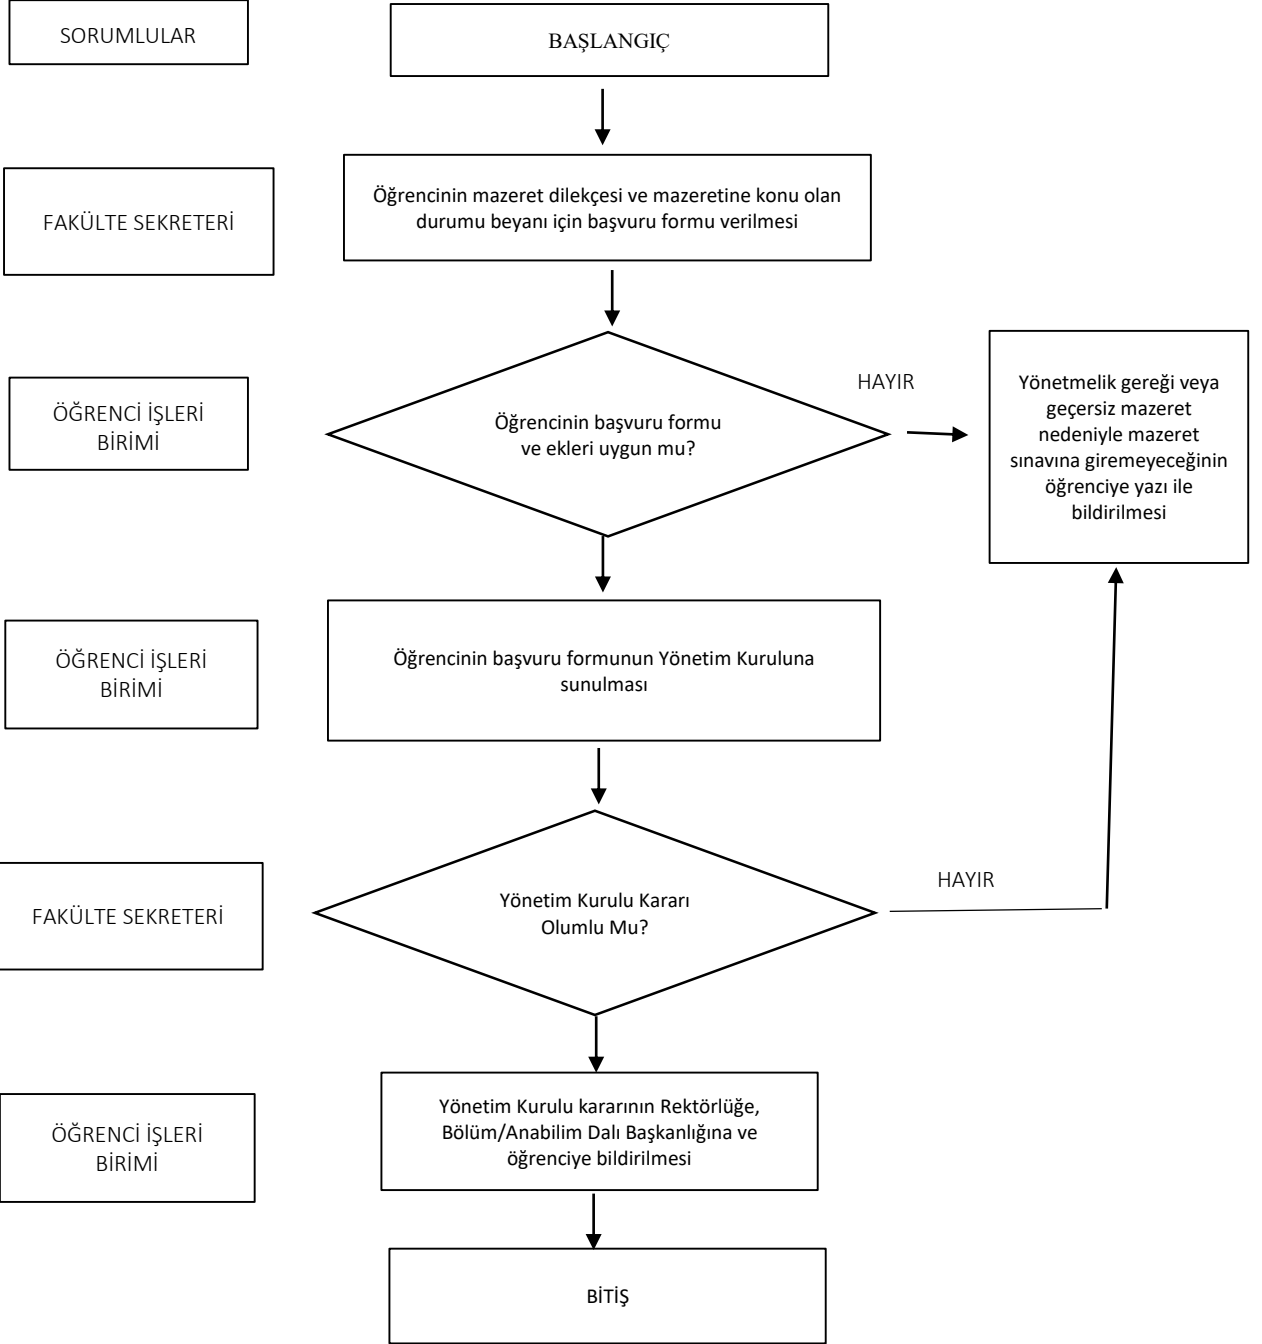 SORUMLULAR
BAŞLANGIÇ
FAKÜLTE SEKRETERİ
Öğrencinin mazeret dilekçesi ve mazeretine konu olan
durumu beyanı için başvuru formu verilmesi
ÖĞRENCİ İŞLERİ
BİRİMİ
Öğrencinin başvuru formu
ve ekleri uygun mu?
HAYIR
Yönetmelik gereği veya
geçersiz mazeret
nedeniyle mazeret
sınavına giremeyeceğinin
öğrenciye yazı ile
bildirilmesi
ÖĞRENCİ İŞLERİ
BİRİMİ
Öğrencinin başvuru formunun Yönetim Kuruluna
sunulması
FAKÜLTE SEKRETERİ
Yönetim Kurulu Kararı
Olumlu Mu?
HAYIR
ÖĞRENCİ İŞLERİ
BİRİMİ
Yönetim Kurulu kararının Rektörlüğe,
Bölüm/Anabilim Dalı Başkanlığına ve
öğrenciye bildirilmesi
BİTİŞ